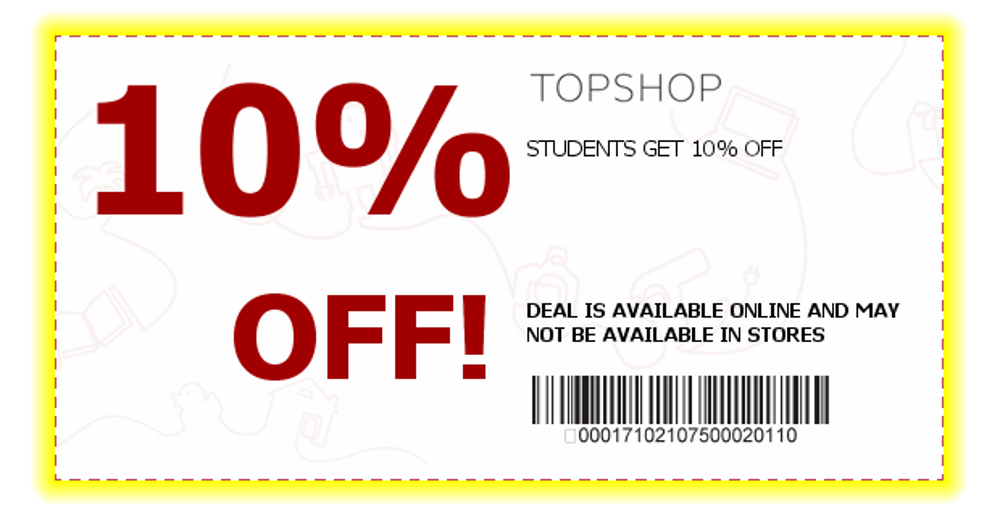 10%
OFF!
TOPSHOP
STUDENTS GET 10% OFF
DEAL IS AVAILABLE ONLINE AND MAY
NOT BE AVAILABLE IN STORES
00017102107500020110